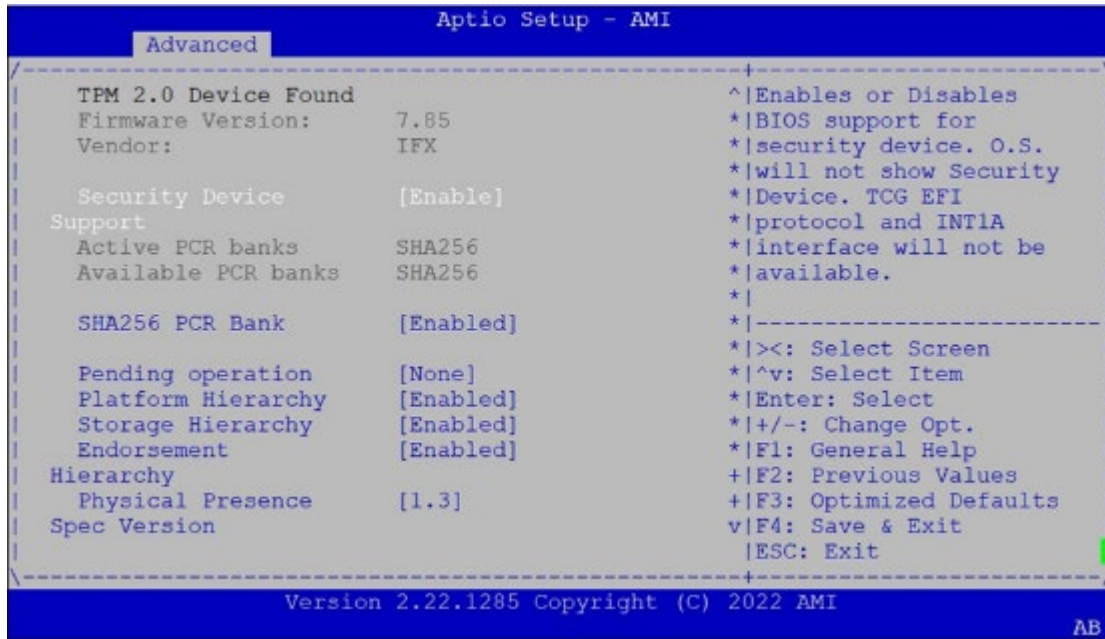 Aptio Setup - AMI
Advanced
TPM 2.0 Device Found
Firmware Version: 7.85
Vendor: IFX
Security Device [Enable]
Support
Active PCR banks SHA256
Available PCR banks SHA256
SHA256 PCR Bank [Enabled]
Pending operation [None]
Platform Hierarchy [Enabled]
Storage Hierarchy [Enabled]
Endorsement [Enabled]
Hierarchy
Physical Presence [1.3]
Spec Version
^|Enables or Disables
*|BIOS support for
*|security device. O.S.
*|will not show Security
*|Device. TCG EFI
*|protocol and INT1A
*|interface will not be
*|available.
*|
*|--------------------------
*|><: Select Screen
*|^v: Select Item
*|Enter: Select
*|+/-: Change Opt.
*|F1: General Help
+|F2: Previous Values
+|F3: Optimized Defaults
v|F4: Save & Exit
|ESC: Exit
Version 2.22.1285 Copyright (C) 2022 AMI
AB